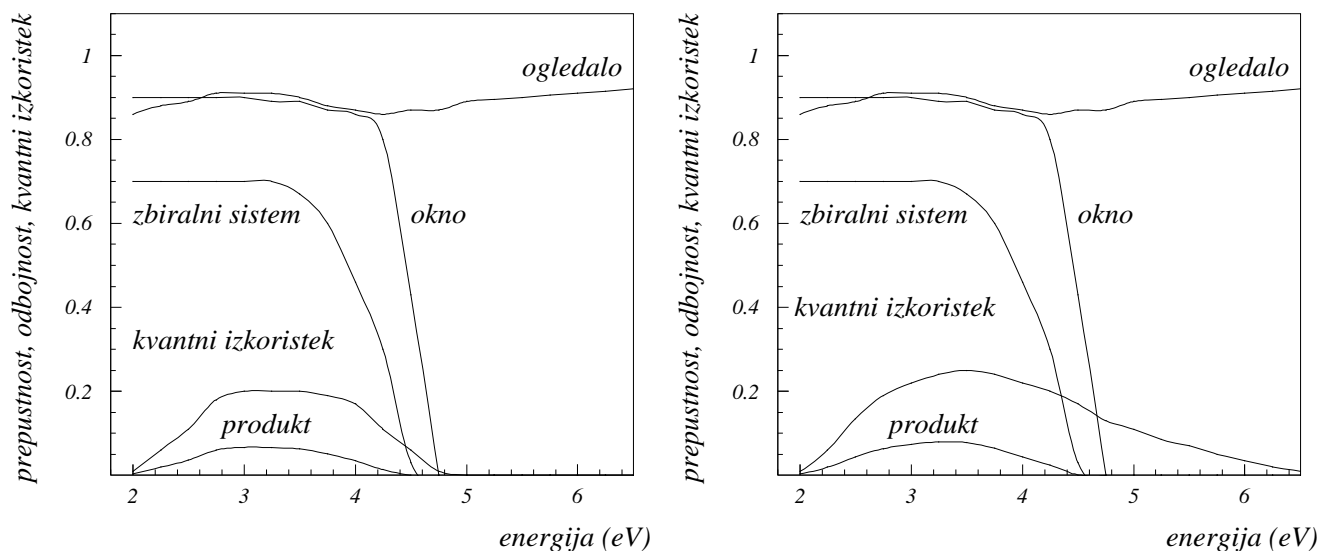 prepustnost, odbojnost, kvantni izkoristek
1
0.8
0.6
0.4
0.2
ogledalo
zbiralni sistem
okno
kvantni izkoristek
produkt
2 3 4 5 6
energija (eV)
prepustnost, odbojnost, kvantni izkoristek
1
0.8
0.6
0.4
0.2
ogledalo
zbiralni sistem
okno
kvantni izkoristek
produkt
2 3 4 5 6
energija (eV)